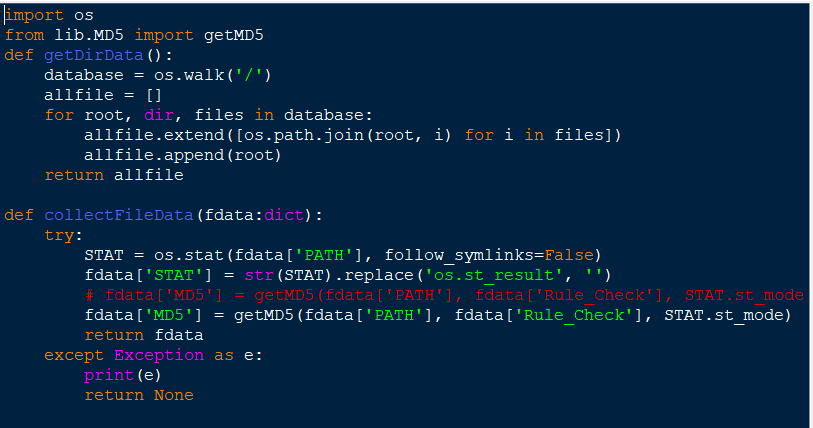 import os
from lib.MD5 import getMD5
def getDirData():
    database = os.walk('/')
    allfile = []
    for root, dir, files in database:
        allfile.extend([os.path.join(root, i) for i in files])
        allfile.append(root)
    return allfile

def collectFileData(fdata:dict):
    try:
        STAT = os.stat(fdata['PATH'], follow_symlinks=False)
        fdata['STAT'] = str(STAT).replace('os.st_result', '')
        # fdata['MD5'] = getMD5(fdata['PATH'], fdata['Rule_Check'], STAT.st_mode
        fdata['MD5'] = getMD5(fdata['PATH'], fdata['Rule_Check'], STAT.st_mode)
        return fdata
    except Exception as e:
        print(e)
        return None